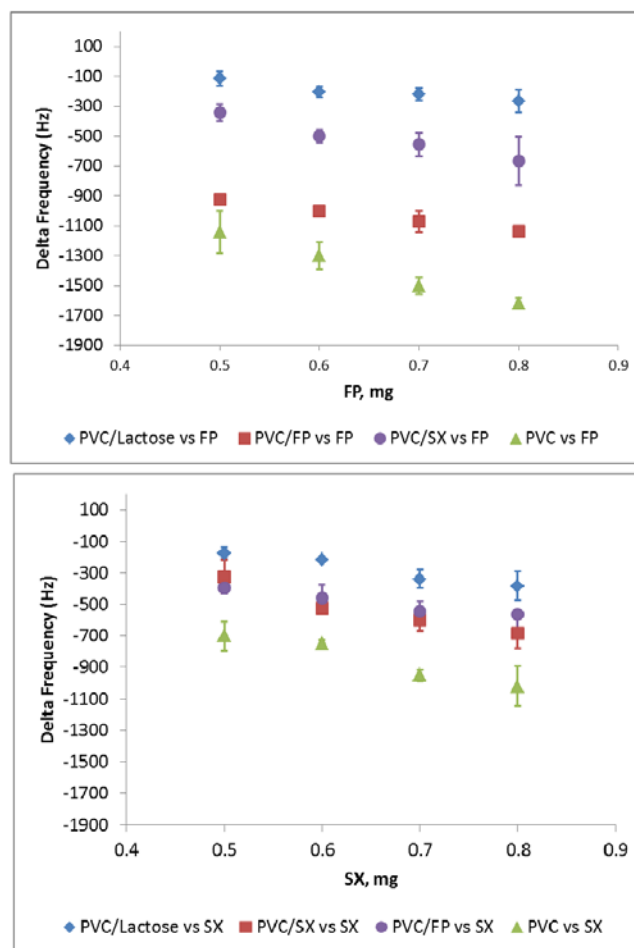 100
-100
-300
-500
-700
-900
-1100
-1300
-1500
-1700
-1900
Delta Frequency (Hz)
0.4 0.5 0.6 0.7 0.8 0.9
FP, mg
PVC/Lactose vs FP PVC/FP vs FP PVC/SX vs FP PVC vs FP
100
-100
-300
-500
-700
-900
-1100
-1300
-1500
-1700
-1900
Delta Frequency (Hz)
0.4 0.5 0.6 0.7 0.8 0.9
SX, mg
PVC/Lactose vs SX PVC/SX vs SX PVC/FP vs SX PVC vs SX